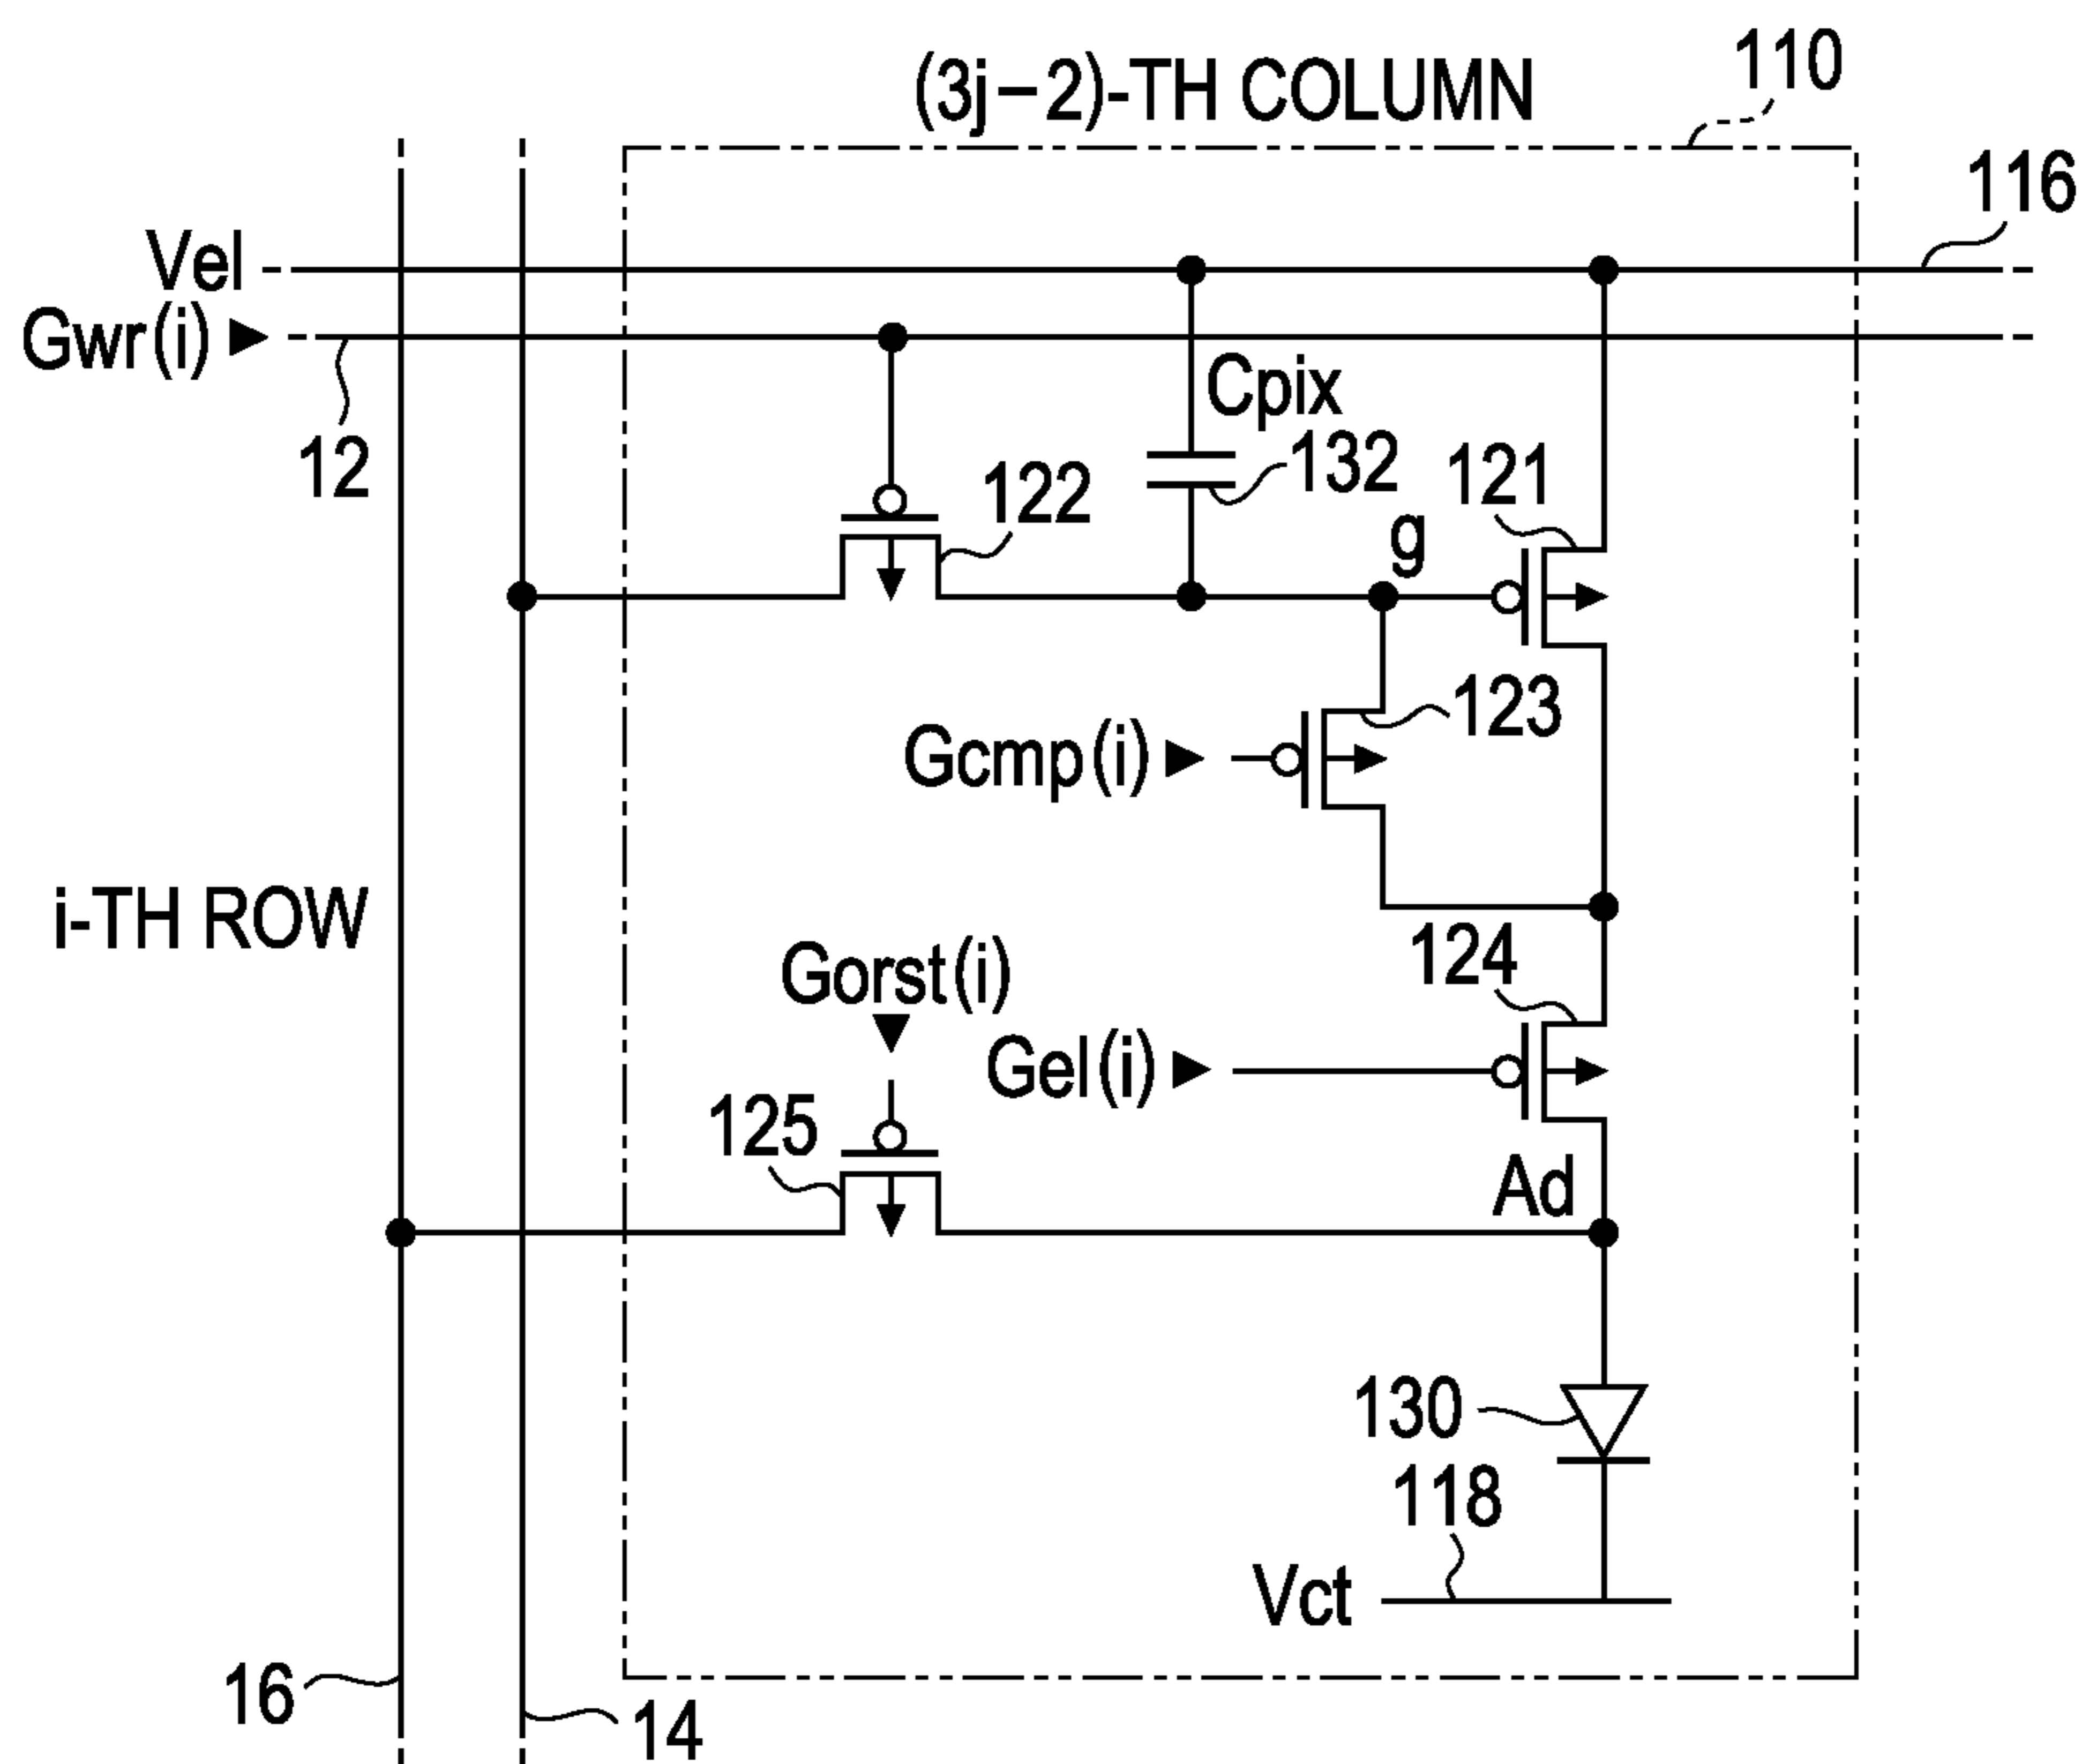 (3j-2)-TH COLUMN
110
116
Vel
Gwr(i)
12
Cpix
132
122
121
g
123
Gcmp(i)
i-TH ROW
124
Gorst(i)
Gel(i)
125
Ad
130
118
Vct
16
14